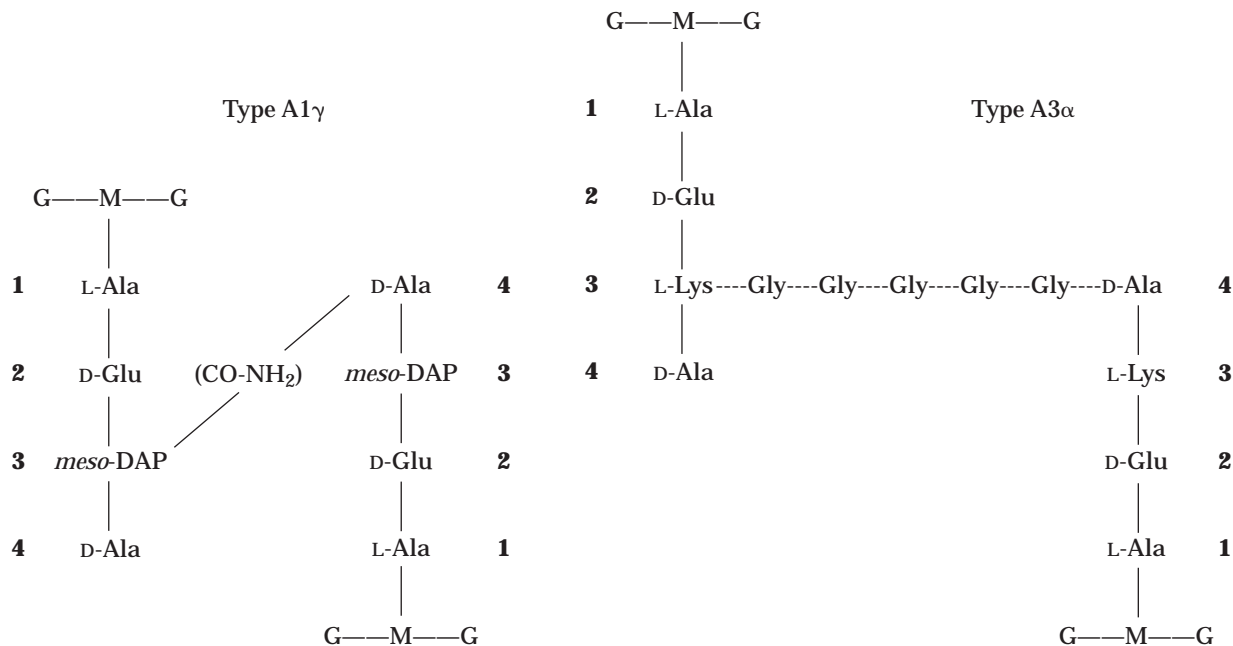 G——M——G
1 L-Ala Type A3α
Type A1γ
2 D-Glu
G——M——G
1 L-Ala D-Ala 4 3 L-Lys----Gly----Gly----Gly----Gly----Gly----D-Ala 4
2 D-Glu (CO-NH₂) meso-DAP 3 4 D-Ala L-Lys 3
3 meso-DAP D-Glu 2 D-Glu 2
4 D-Ala L-Ala 1 L-Ala 1
G——M——G G——M——G